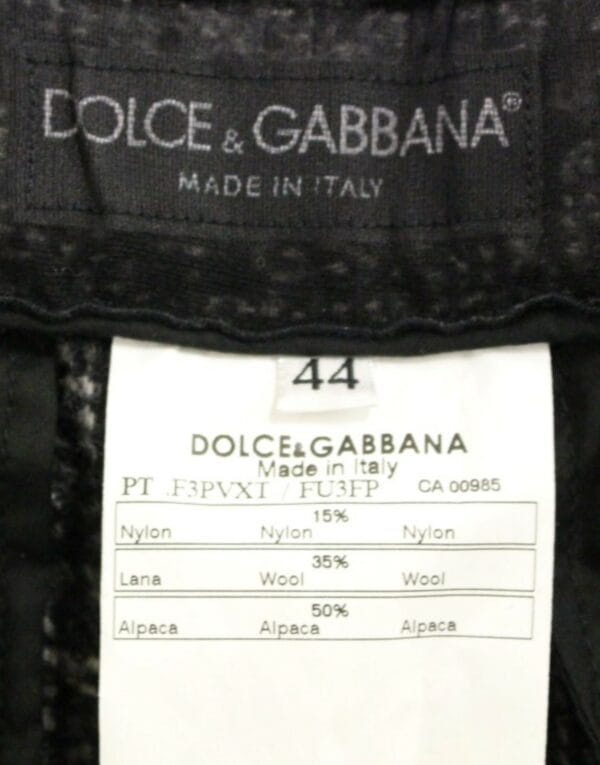 DOLCE & GABBANA®
MADE IN ITALY
44
DOLCE&GABBANA
Made in Italy
PT .F3PVXT / FU3FP CA 00985
15%
Nylon Nylon Nylon
35%
Lana Wool Wool
50%
Alpaca Alpaca Alpaca